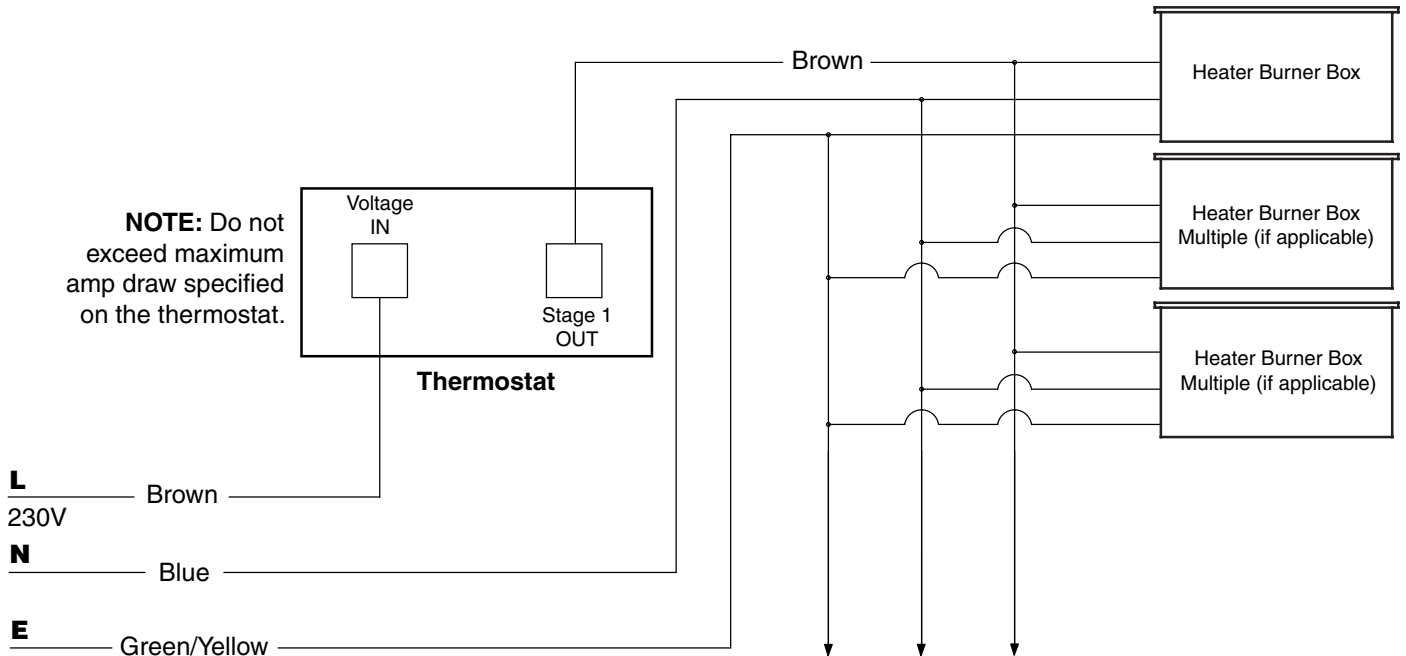 Brown
Heater Burner Box
Heater Burner Box
Multiple (if applicable)
Heater Burner Box
Multiple (if applicable)
NOTE: Do not
exceed maximum
amp draw specified
on the thermostat.
Voltage
IN
Stage 1
OUT
Thermostat
L
Brown
230V
N
Blue
E
Green/Yellow